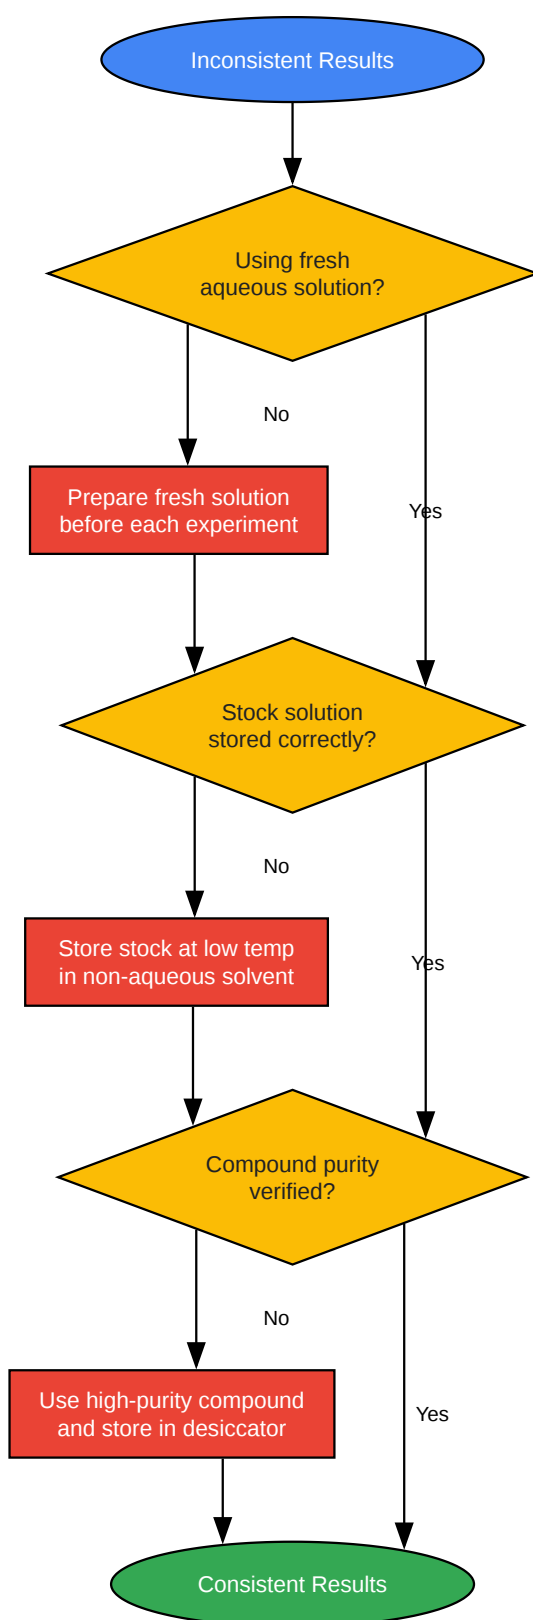 Inconsistent Results
Using fresh
aqueous solution?
No
Prepare fresh solution
before each experiment
Yes
Stock solution
stored correctly?
No
Store stock at low temp
in non-aqueous solvent
Yes
Compound purity
verified?
No
Use high-purity compound
and store in desiccator
Yes
Consistent Results